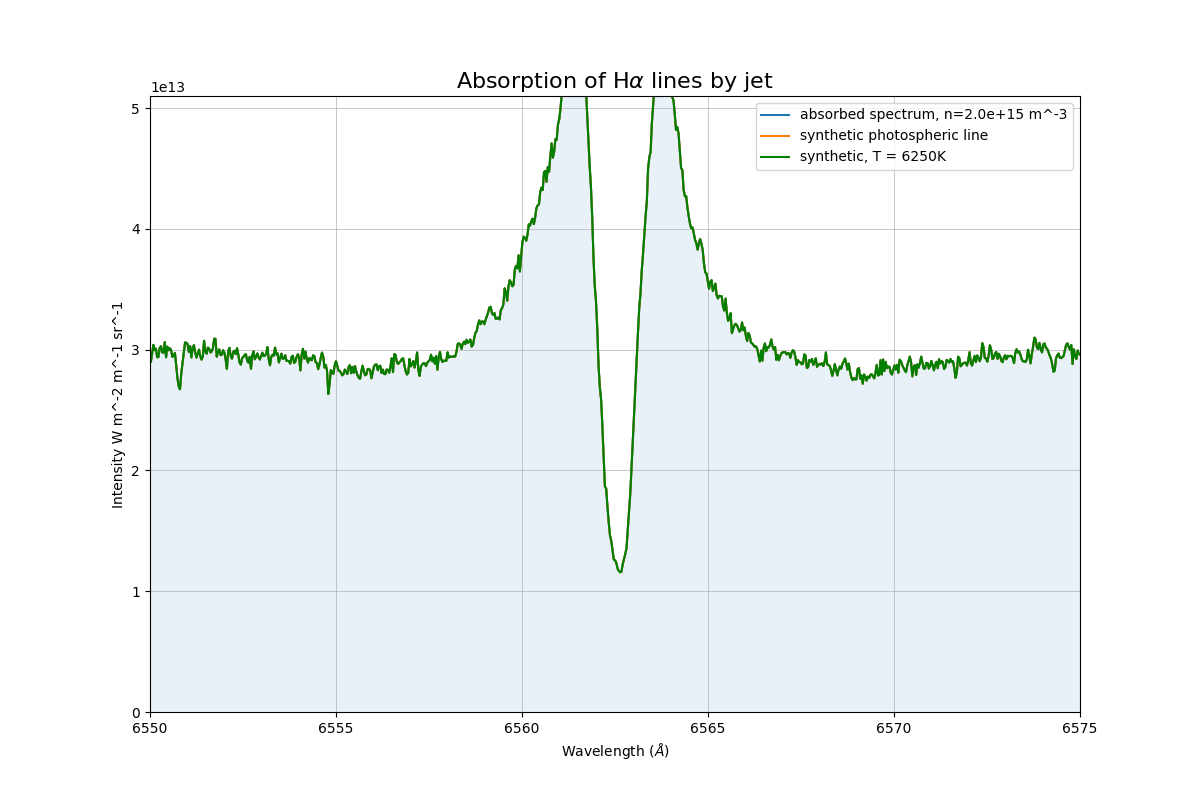 Absorption of Hα lines by jet
1e13
absorbed spectrum, n=2.0e+15 m^-3
synthetic photospheric line
synthetic, T = 6250K
5
4
3
2
1
0
Intensity W m^-2 m^-1 sr^-1
6550 6555 6560 6565 6570 6575
Wavelength (Å)